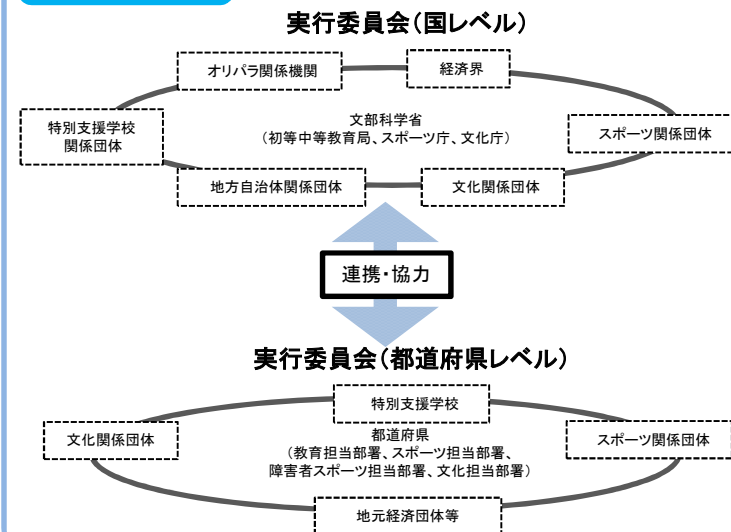 実行委員会(国レベル)
オリパラ関係機関
経済界
特別支援学校
関係団体
文部科学省
(初等中等教育局、スポーツ庁、文化庁)
スポーツ関係団体
地方自治体関係団体
文化関係団体
連携・協力
実行委員会(都道府県レベル)
特別支援学校
文化関係団体
都道府県
(教育担当部署、スポーツ担当部署、
障害者スポーツ担当部署、文化担当部署)
スポーツ関係団体
地元経済団体等